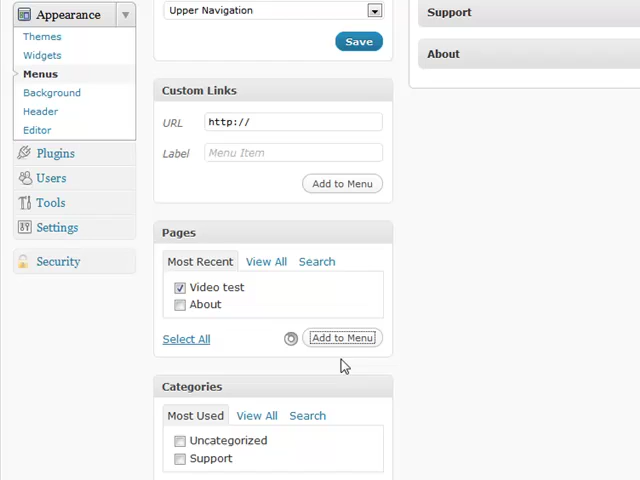 Appearance
Themes
Widgets
Menus
Background
Header
Editor
Plugins
Users
Tools
Settings
Security
Upper Navigation
Save
Custom Links
URL http://
Label Menu Item
Add to Menu
Pages
Most Recent View All Search
Video test
About
Select All Add to Menu
Categories
Most Used View All Search
Uncategorized
Support
Support
About